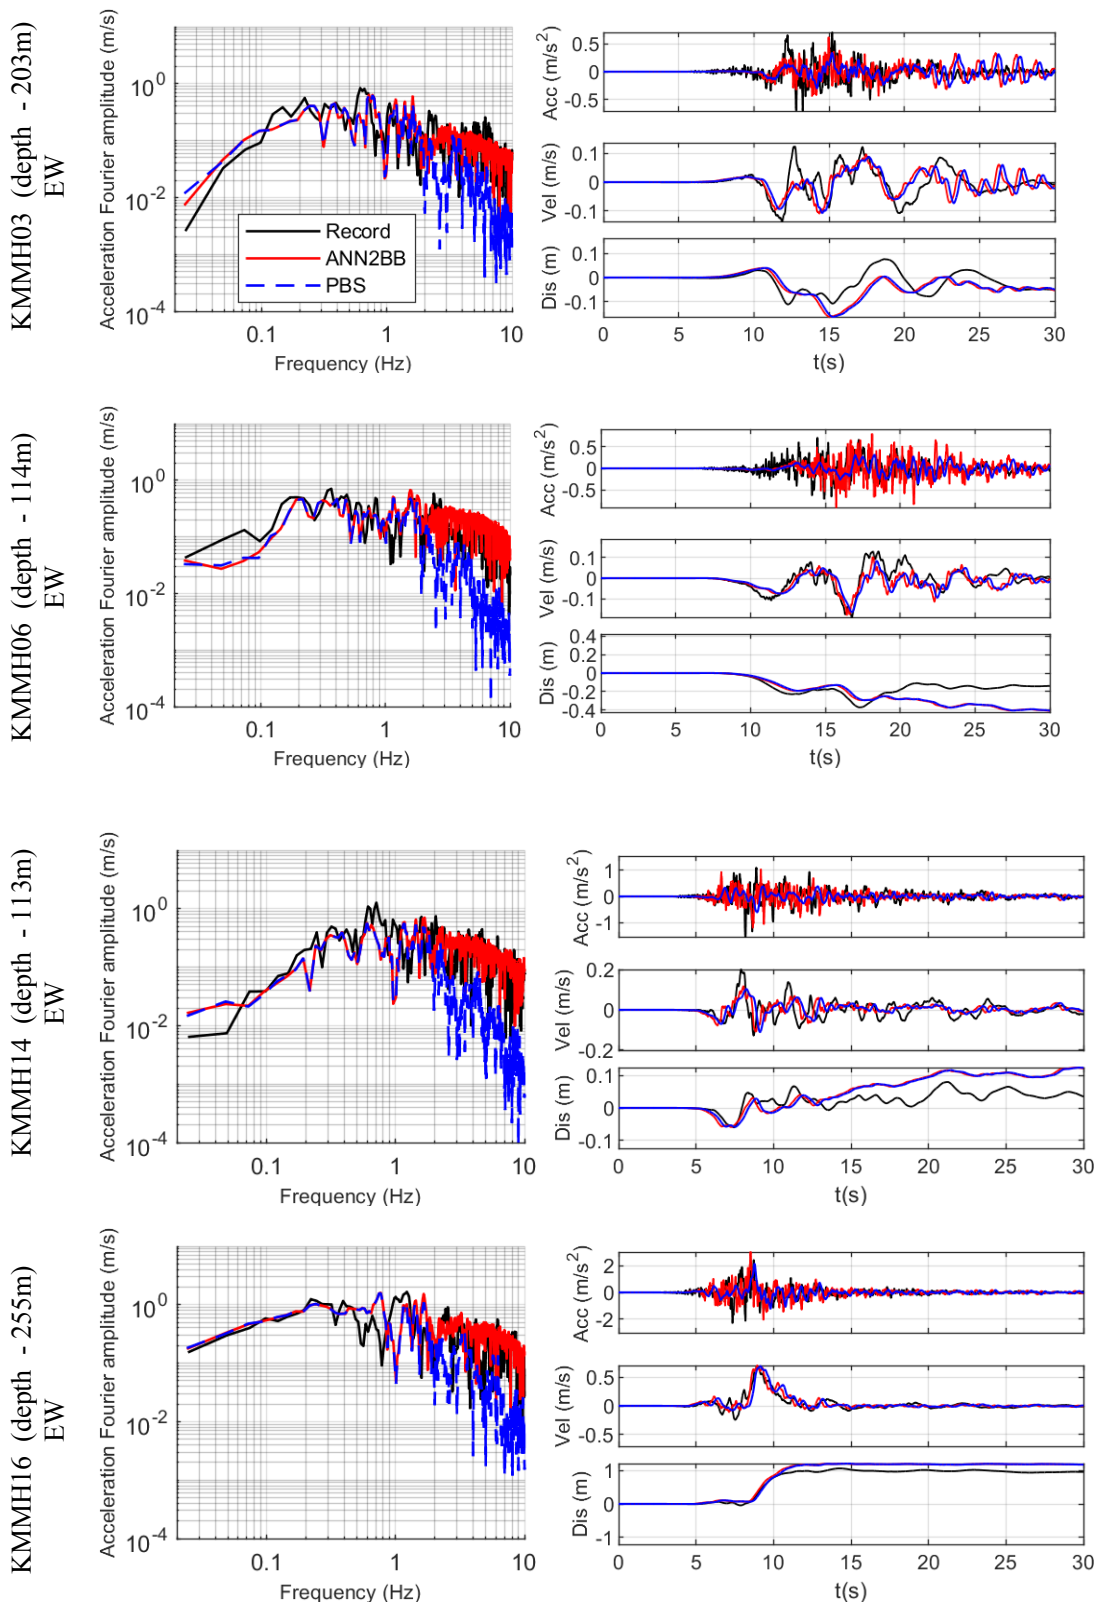 KMMH03 (depth - 203m)
EW
Acceleration Fourier amplitude (m/s)
10^0
10^-2
10^-4
0.1
1
10
Frequency (Hz)
Record
ANN2BB
PBS
Acc (m/s^2)
0.5
0
-0.5
Vel (m/s)
0.1
0
-0.1
Dis (m)
0.1
0
-0.1
0 5 10 15 20 25 30
t(s)
KMMH06 (depth - 114m)
EW
Acceleration Fourier amplitude (m/s)
10^0
10^-2
10^-4
0.1
1
10
Frequency (Hz)
Acc (m/s^2)
0.5
0
-0.5
Vel (m/s)
0.1
0
-0.1
Dis (m)
0.4
0.2
0
-0.2
-0.4
0 5 10 15 20 25 30
t(s)
KMMH14 (depth - 113m)
EW
Acceleration Fourier amplitude (m/s)
10^0
10^-2
10^-4
0.1
1
10
Frequency (Hz)
Acc (m/s^2)
1
0
-1
Vel (m/s)
0.2
0
-0.2
Dis (m)
0.1
0
-0.1
0 5 10 15 20 25 30
t(s)
KMMH16 (depth - 255m)
EW
Acceleration Fourier amplitude (m/s)
10^0
10^-2
10^-4
0.1
1
10
Frequency (Hz)
Acc (m/s^2)
2
0
-2
Vel (m/s)
0.5
0
-0.5
Dis (m)
1
0
-1
0 5 10 15 20 25 30
t(s)